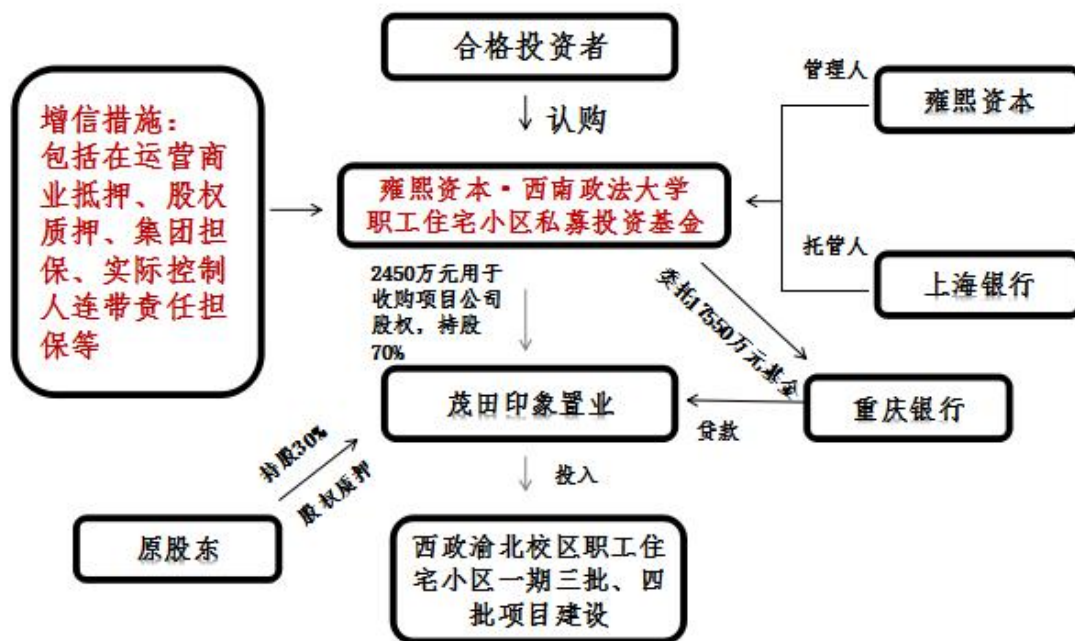 合格投资者
管理人
雍熙资本
增信措施：
包括在运营商
业抵押、股权
质押、集团担
保、实际控制
人连带责任担
保等
认购
雍熙资本·西南政法大学
职工住宅小区私募投资基金
托管人
上海银行
2450万元用于
收购项目公司
股权，持股
70%
委托17550万元基金
茂田印象置业
贷款
重庆银行
持股30%
股权质押
投入
原股东
西政渝北校区职工住
宅小区一期三批、四
批项目建设